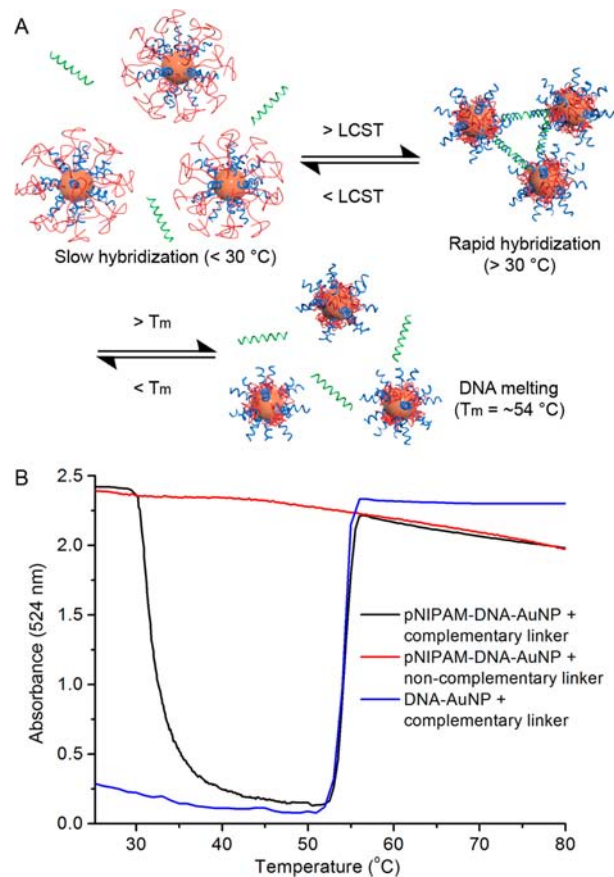 A
> LCST
< LCST
Slow hybridization (< 30 °C)
Rapid hybridization
(> 30 °C)
> Tm
< Tm
DNA melting
(Tm = ~54 °C)
B
2.5
2.0
1.5
1.0
0.5
0.0
Absorbance (524 nm)
pNIPAM-DNA-AuNP +
complementary linker
pNIPAM-DNA-AuNP +
non-complementary linker
DNA-AuNP +
complementary linker
30
40
50
60
70
80
Temperature (°C)